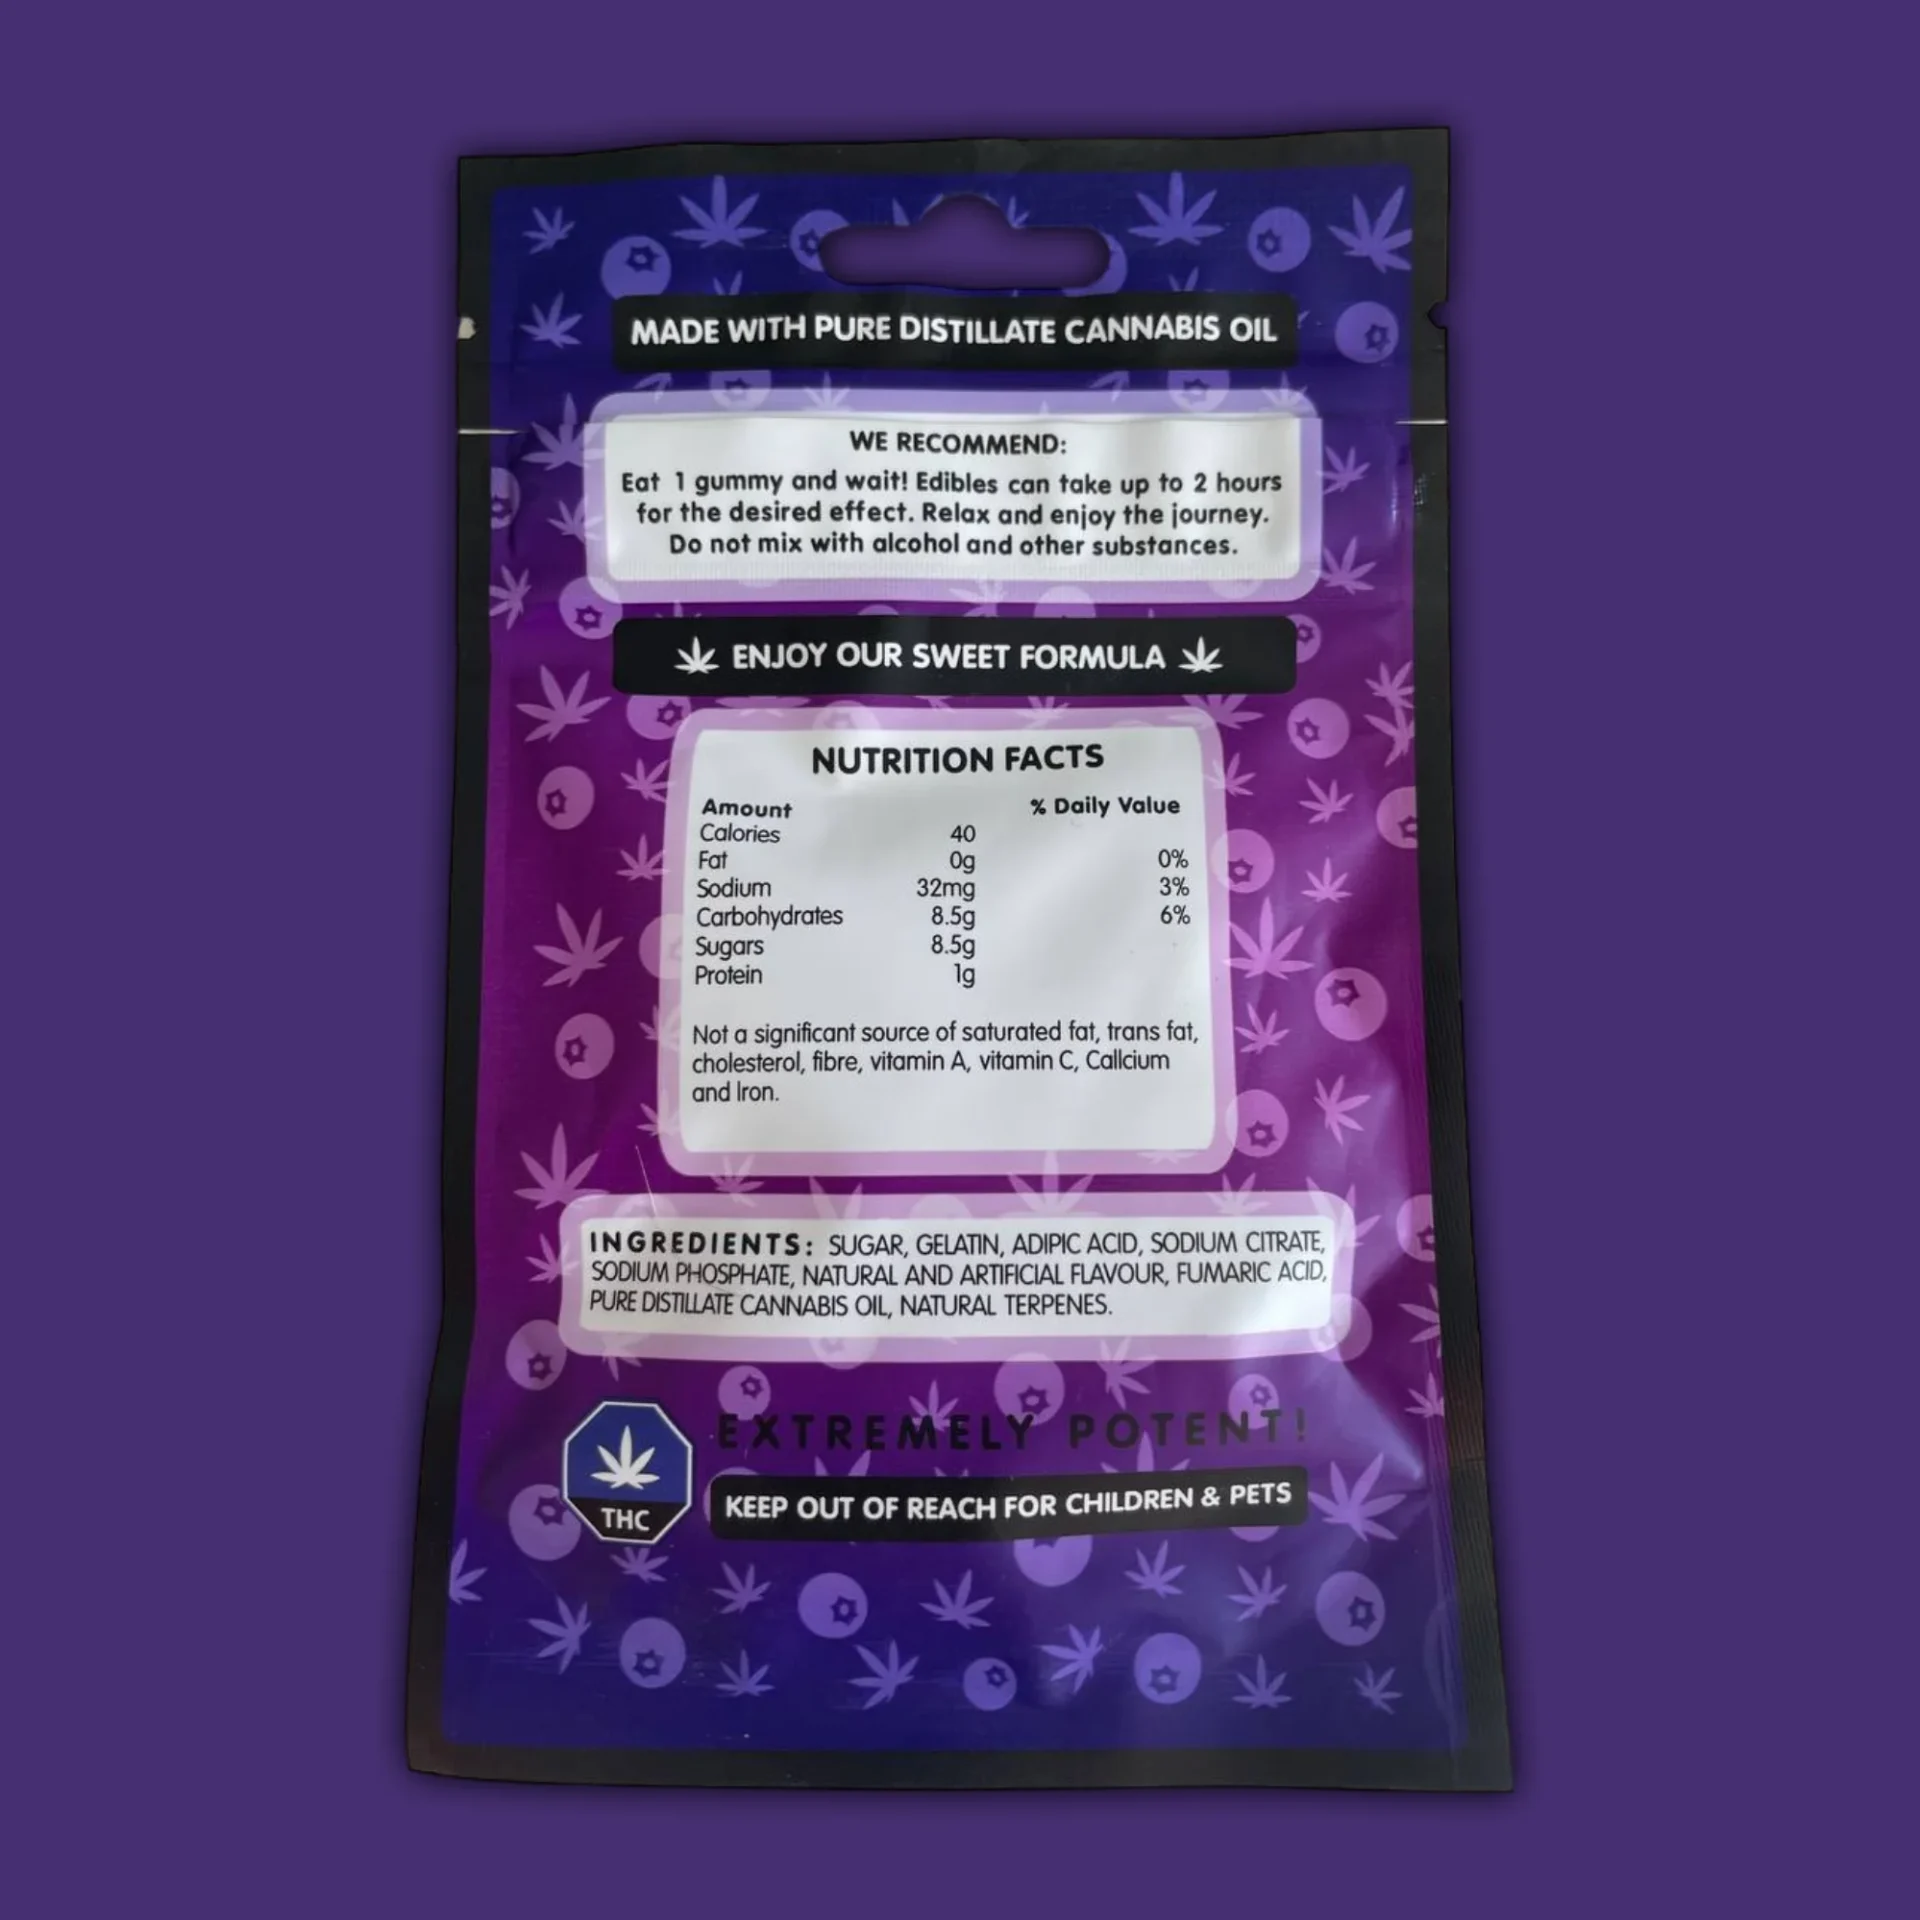 MADE WITH PURE DISTILLATE CANNABIS OIL
WE RECOMMEND:
Eat 1 gummy and wait! Edibles can take up to 2 hours
for the desired effect. Relax and enjoy the journey.
Do not mix with alcohol and other substances.
ENJOY OUR SWEET FORMULA
NUTRITION FACTS
Amount % Daily Value
Calories 40
Fat 0g 0%
Sodium 32mg 3%
Carbohydrates 8.5g 6%
Sugars 8.5g
Protein 1g
Not a significant source of saturated fat, trans fat,
cholesterol, fibre, vitamin A, vitamin C, Callcium
and Iron.
INGREDIENTS: SUGAR, GELATIN, ADIPIC ACID, SODIUM CITRATE,
SODIUM PHOSPHATE, NATURAL AND ARTIFICIAL FLAVOUR, FUMARIC ACID,
PURE DISTILLATE CANNABIS OIL, NATURAL TERPENES.
EXTREMELY POTENT!
THC
KEEP OUT OF REACH FOR CHILDREN & PETS